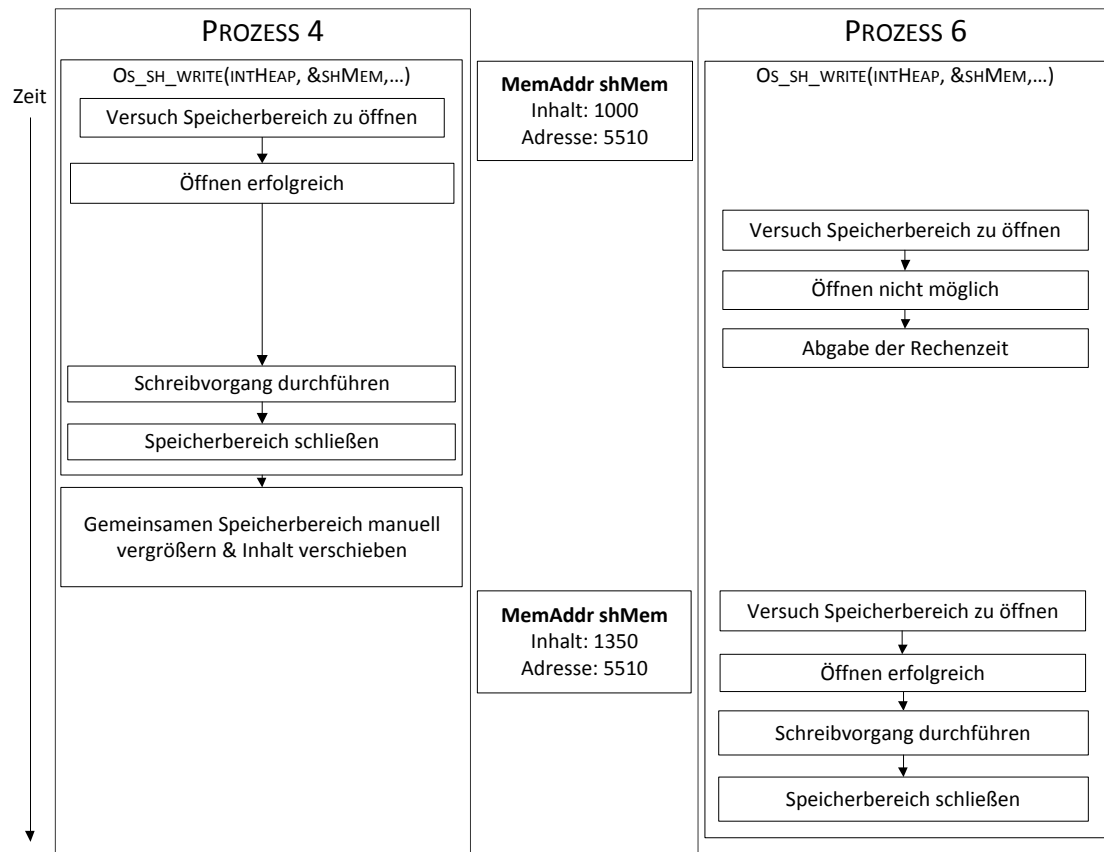 PROZESS 4
OS_SH_WRITE(INTHEAP, &SHMEM,...)
Zeit
Versuch Speicherbereich zu öffnen
Öffnen erfolgreich
Schreibvorgang durchführen
Speicherbereich schließen
Gemeinsamen Speicherbereich manuell
vergrößern & Inhalt verschieben
MemAddr shMem
Inhalt: 1000
Adresse: 5510
MemAddr shMem
Inhalt: 1350
Adresse: 5510
PROZESS 6
OS_SH_WRITE(INTHEAP, &SHMEM,...)
Versuch Speicherbereich zu öffnen
Öffnen nicht möglich
Abgabe der Rechenzeit
Versuch Speicherbereich zu öffnen
Öffnen erfolgreich
Schreibvorgang durchführen
Speicherbereich schließen